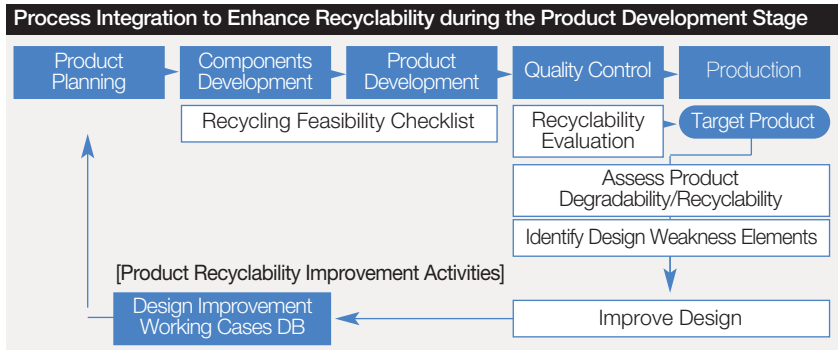 Process Integration to Enhance Recyclability during the Product Development Stage
Product
Planning
Components
Development
Product
Development
Quality Control
Production
Recycling Feasibility Checklist
Recyclability
Evaluation
Target Product
Assess Product
Degradability/Recyclability
Identify Design Weakness Elements
[Product Recyclability Improvement Activities]
Design Improvement
Working Cases DB
Improve Design